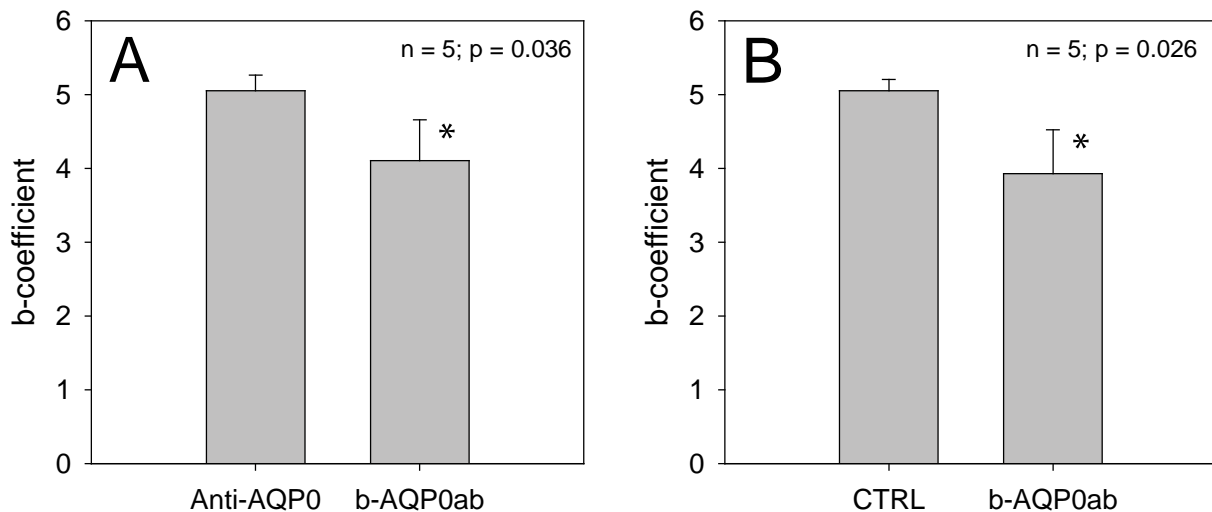 A
n = 5; p = 0.036
b-coefficient
6
5
4
3
2
1
0
*
Anti-AQP0 b-AQP0ab
B
n = 5; p = 0.026
b-coefficient
6
5
4
3
2
1
0
*
CTRL b-AQP0ab